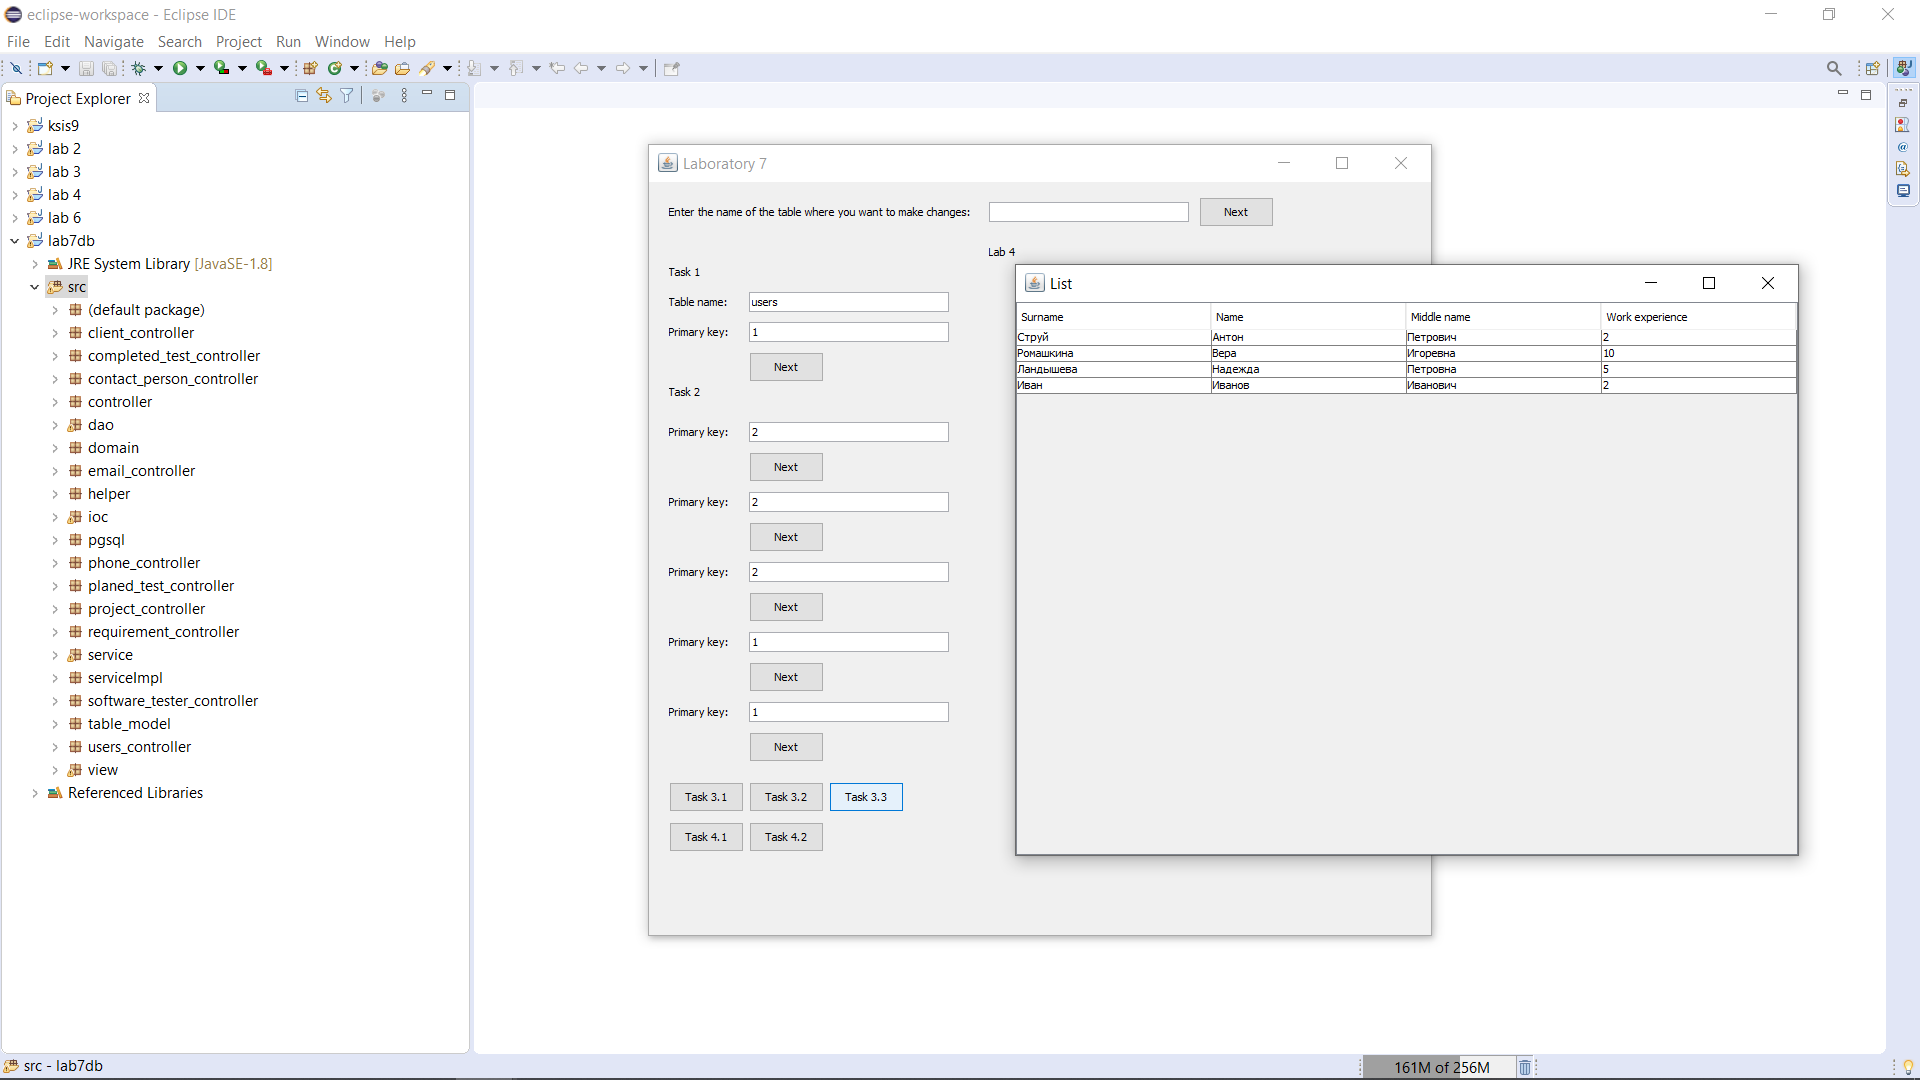 eclipse-workspace - Eclipse IDE
File Edit Navigate Search Project Run Window Help
Project Explorer
ksis9
lab 2
lab 3
lab 4
lab 6
lab7db
JRE System Library [JavaSE-1.8]
src
(default package)
client_controller
completed_test_controller
contact_person_controller
controller
dao
domain
email_controller
helper
ioc
pgsql
phone_controller
planed_test_controller
project_controller
requirement_controller
service
serviceImpl
software_tester_controller
table_model
users_controller
view
Referenced Libraries
Laboratory 7
Enter the name of the table where you want to make changes: Next
Lab 4
Task 1
Table name: users
Primary key: 1
Next
Task 2
Primary key: 2
Next
Primary key: 2
Next
Primary key: 2
Next
Primary key: 1
Next
Primary key: 1
Next
Task 3.1 Task 3.2 Task 3.3
Task 4.1 Task 4.2
List
Surname Name Middle name Work experience
Струй Антон Петрович 2
Ромашкина Вера Игоревна 10
Ландышева Надежда Петровна 5
Иван Иванов Иванович 2
src - lab7db
161M of 256M